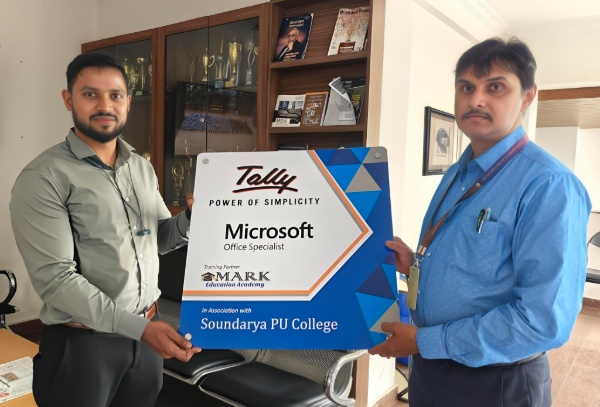 Tally
POWER OF SIMPLICITY
Microsoft
Office Specialist
Training Partner
MARK
Education Academy
In Association with
Soundarya PU College